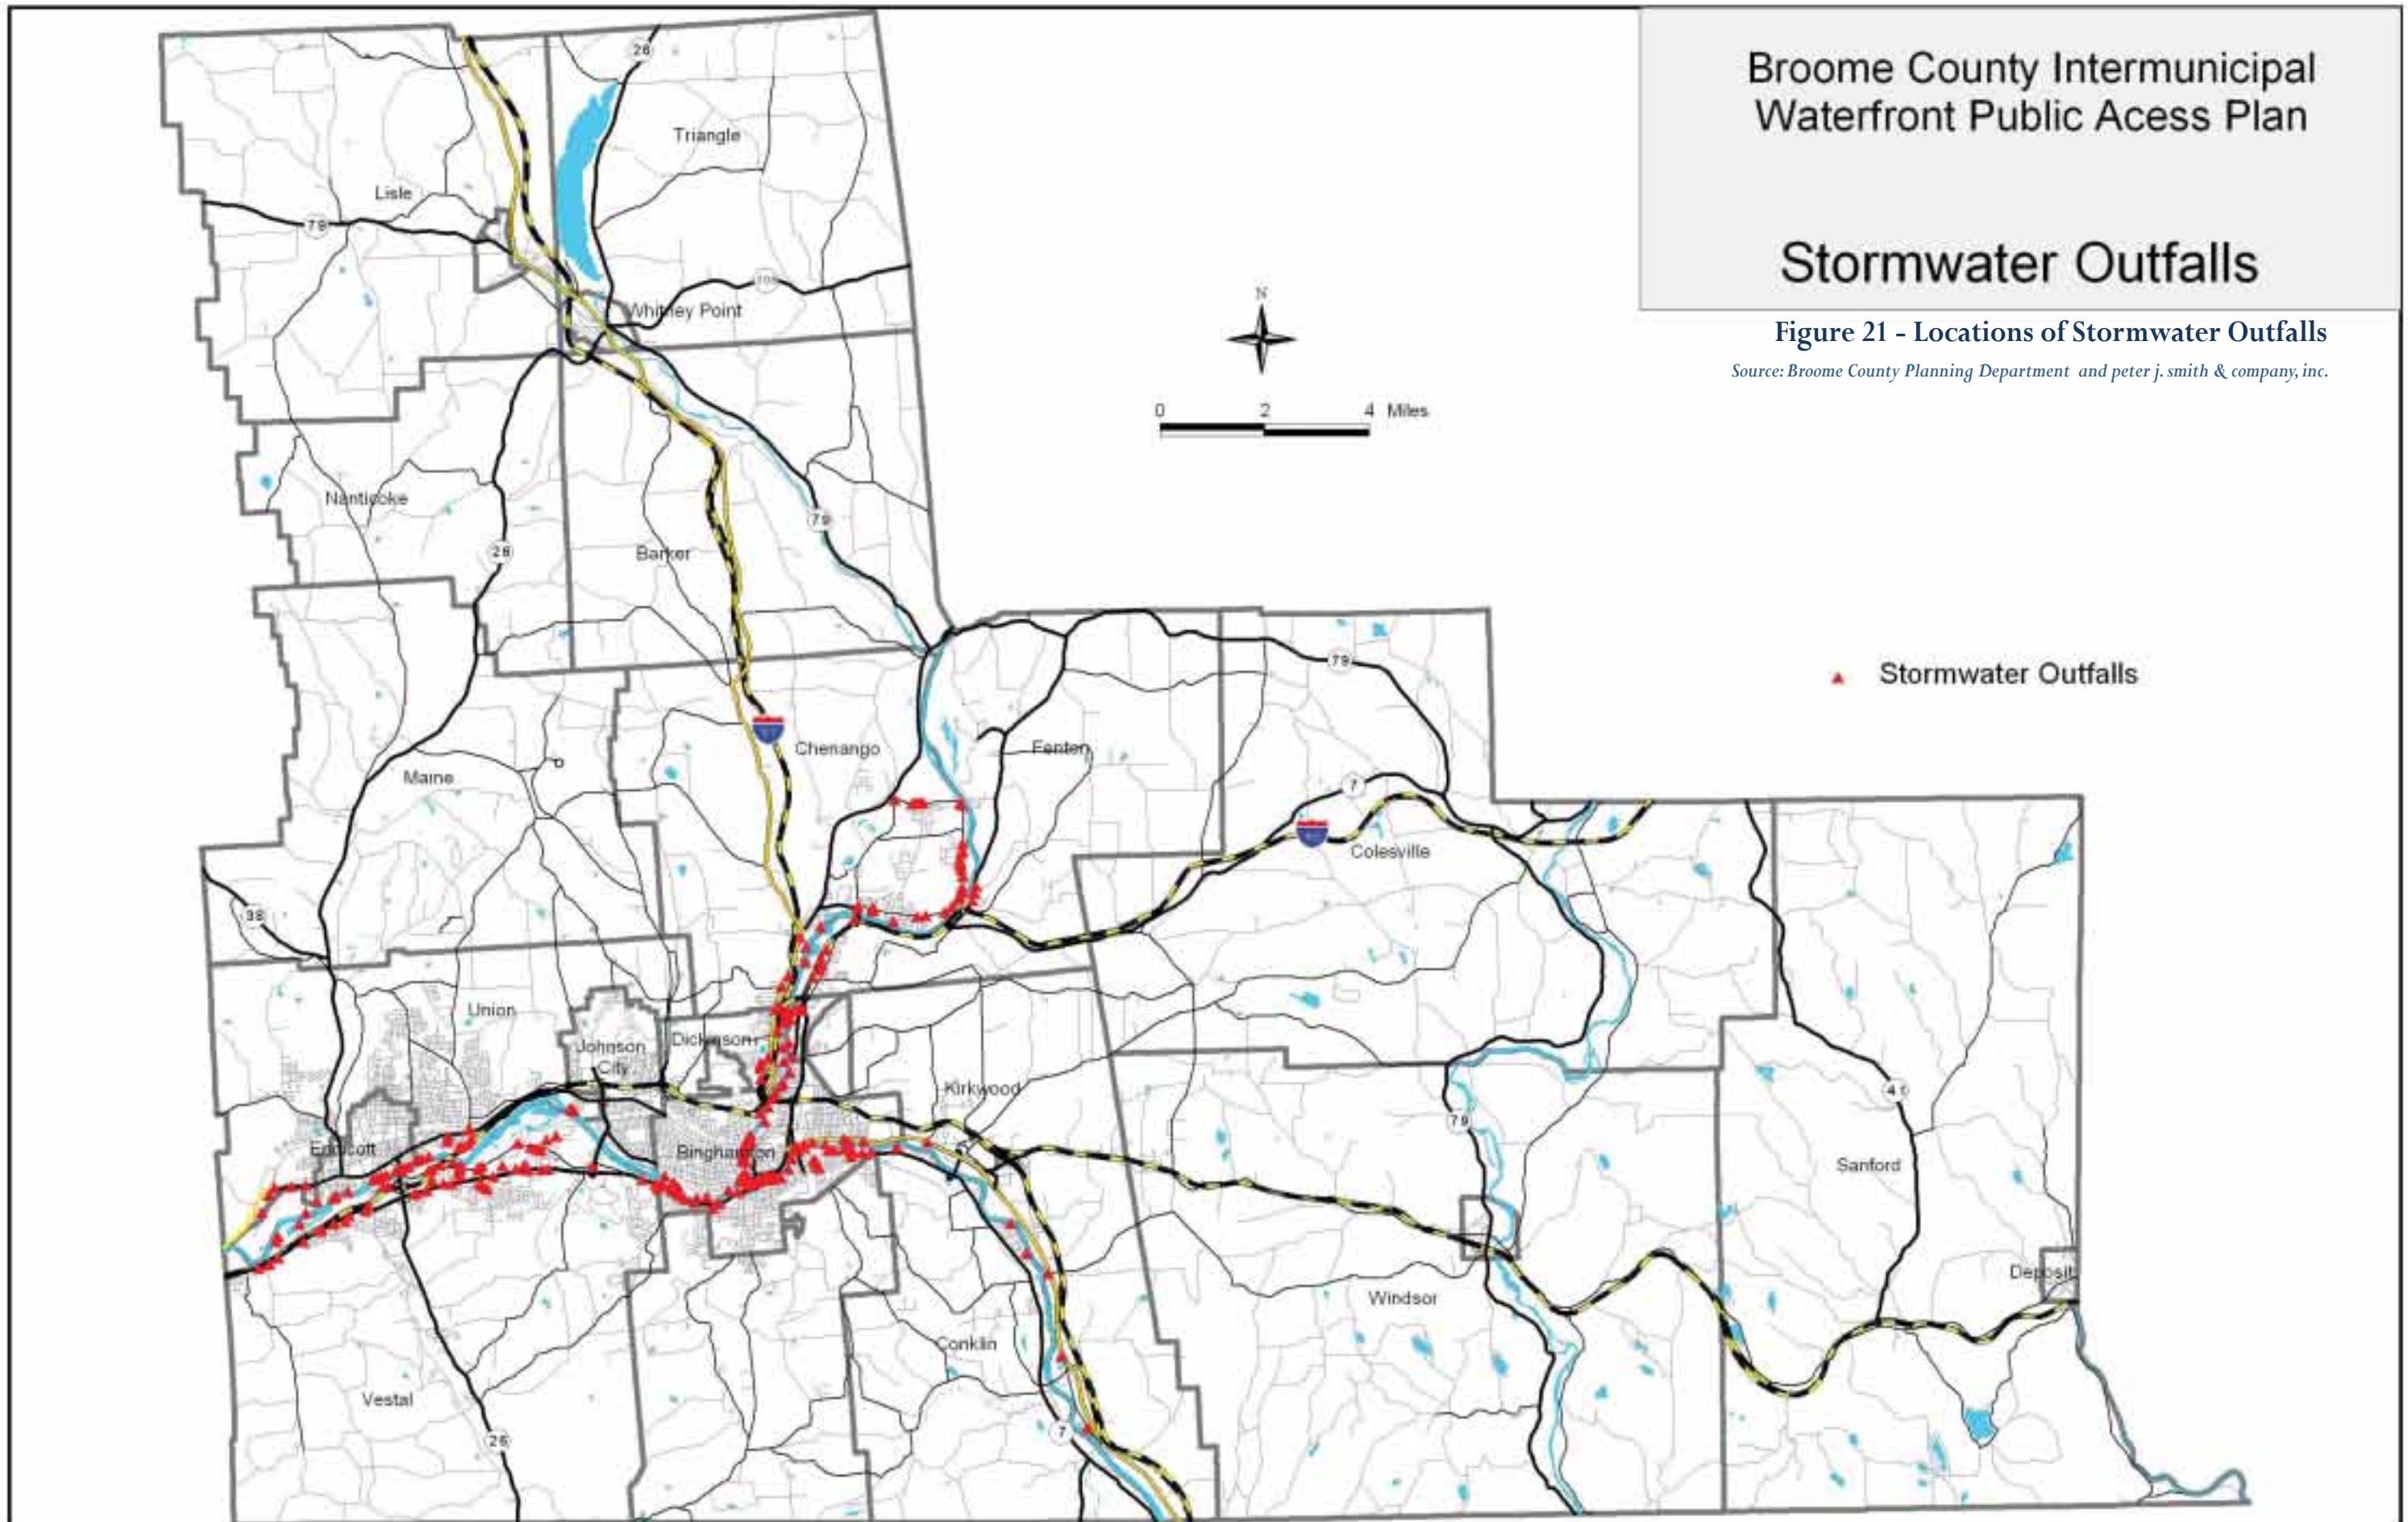 Broome County Intermunicipal
Waterfront Public Acess Plan
Stormwater Outfalls
Figure 21 - Locations of Stormwater Outfalls
Source: Broome County Planning Department and peter j. smith & company, inc.
N
0 2 4 Miles
Stormwater Outfalls
26
Triangle
Lisle
79
Whitney Point
Nanticoke
79
26
Barker
79
Chenango
Fenton
Maine
7
Colesville
38
Union
Johnson
City
Dickinson
Kirkwood
79
Endicott
Binghamton
Sanford
Windsor
Deposit
Conklin
Vestal
26
7